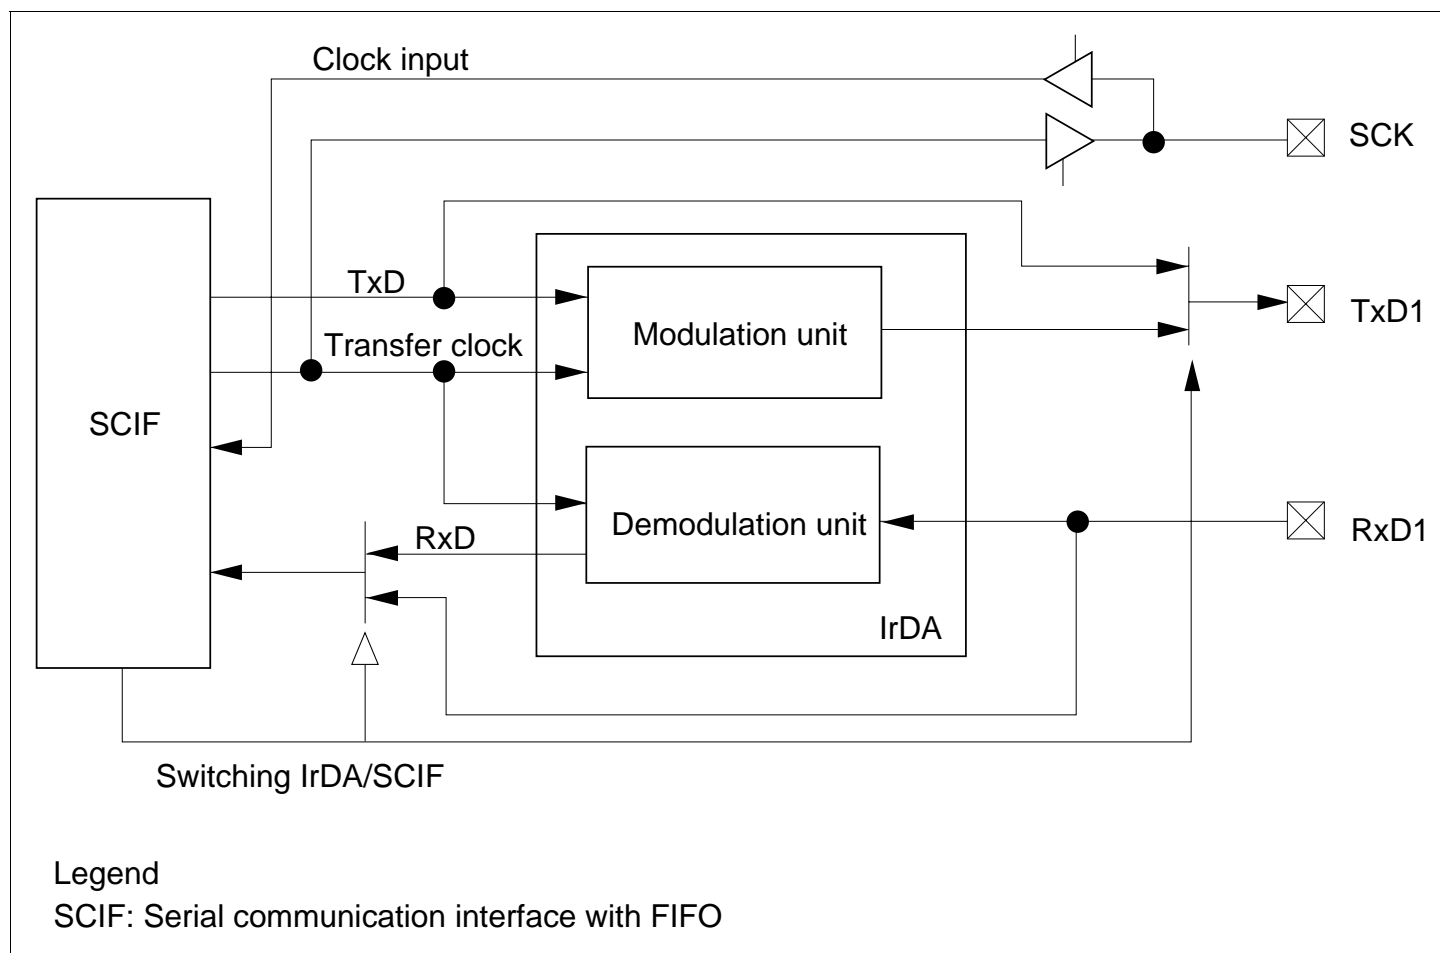 Clock input
SCK
TxD
TxD1
Modulation unit
Transfer clock
SCIF
Demodulation unit
RxD1
RxD
IrDA
Switching IrDA/SCIF
Legend
SCIF: Serial communication interface with FIFO